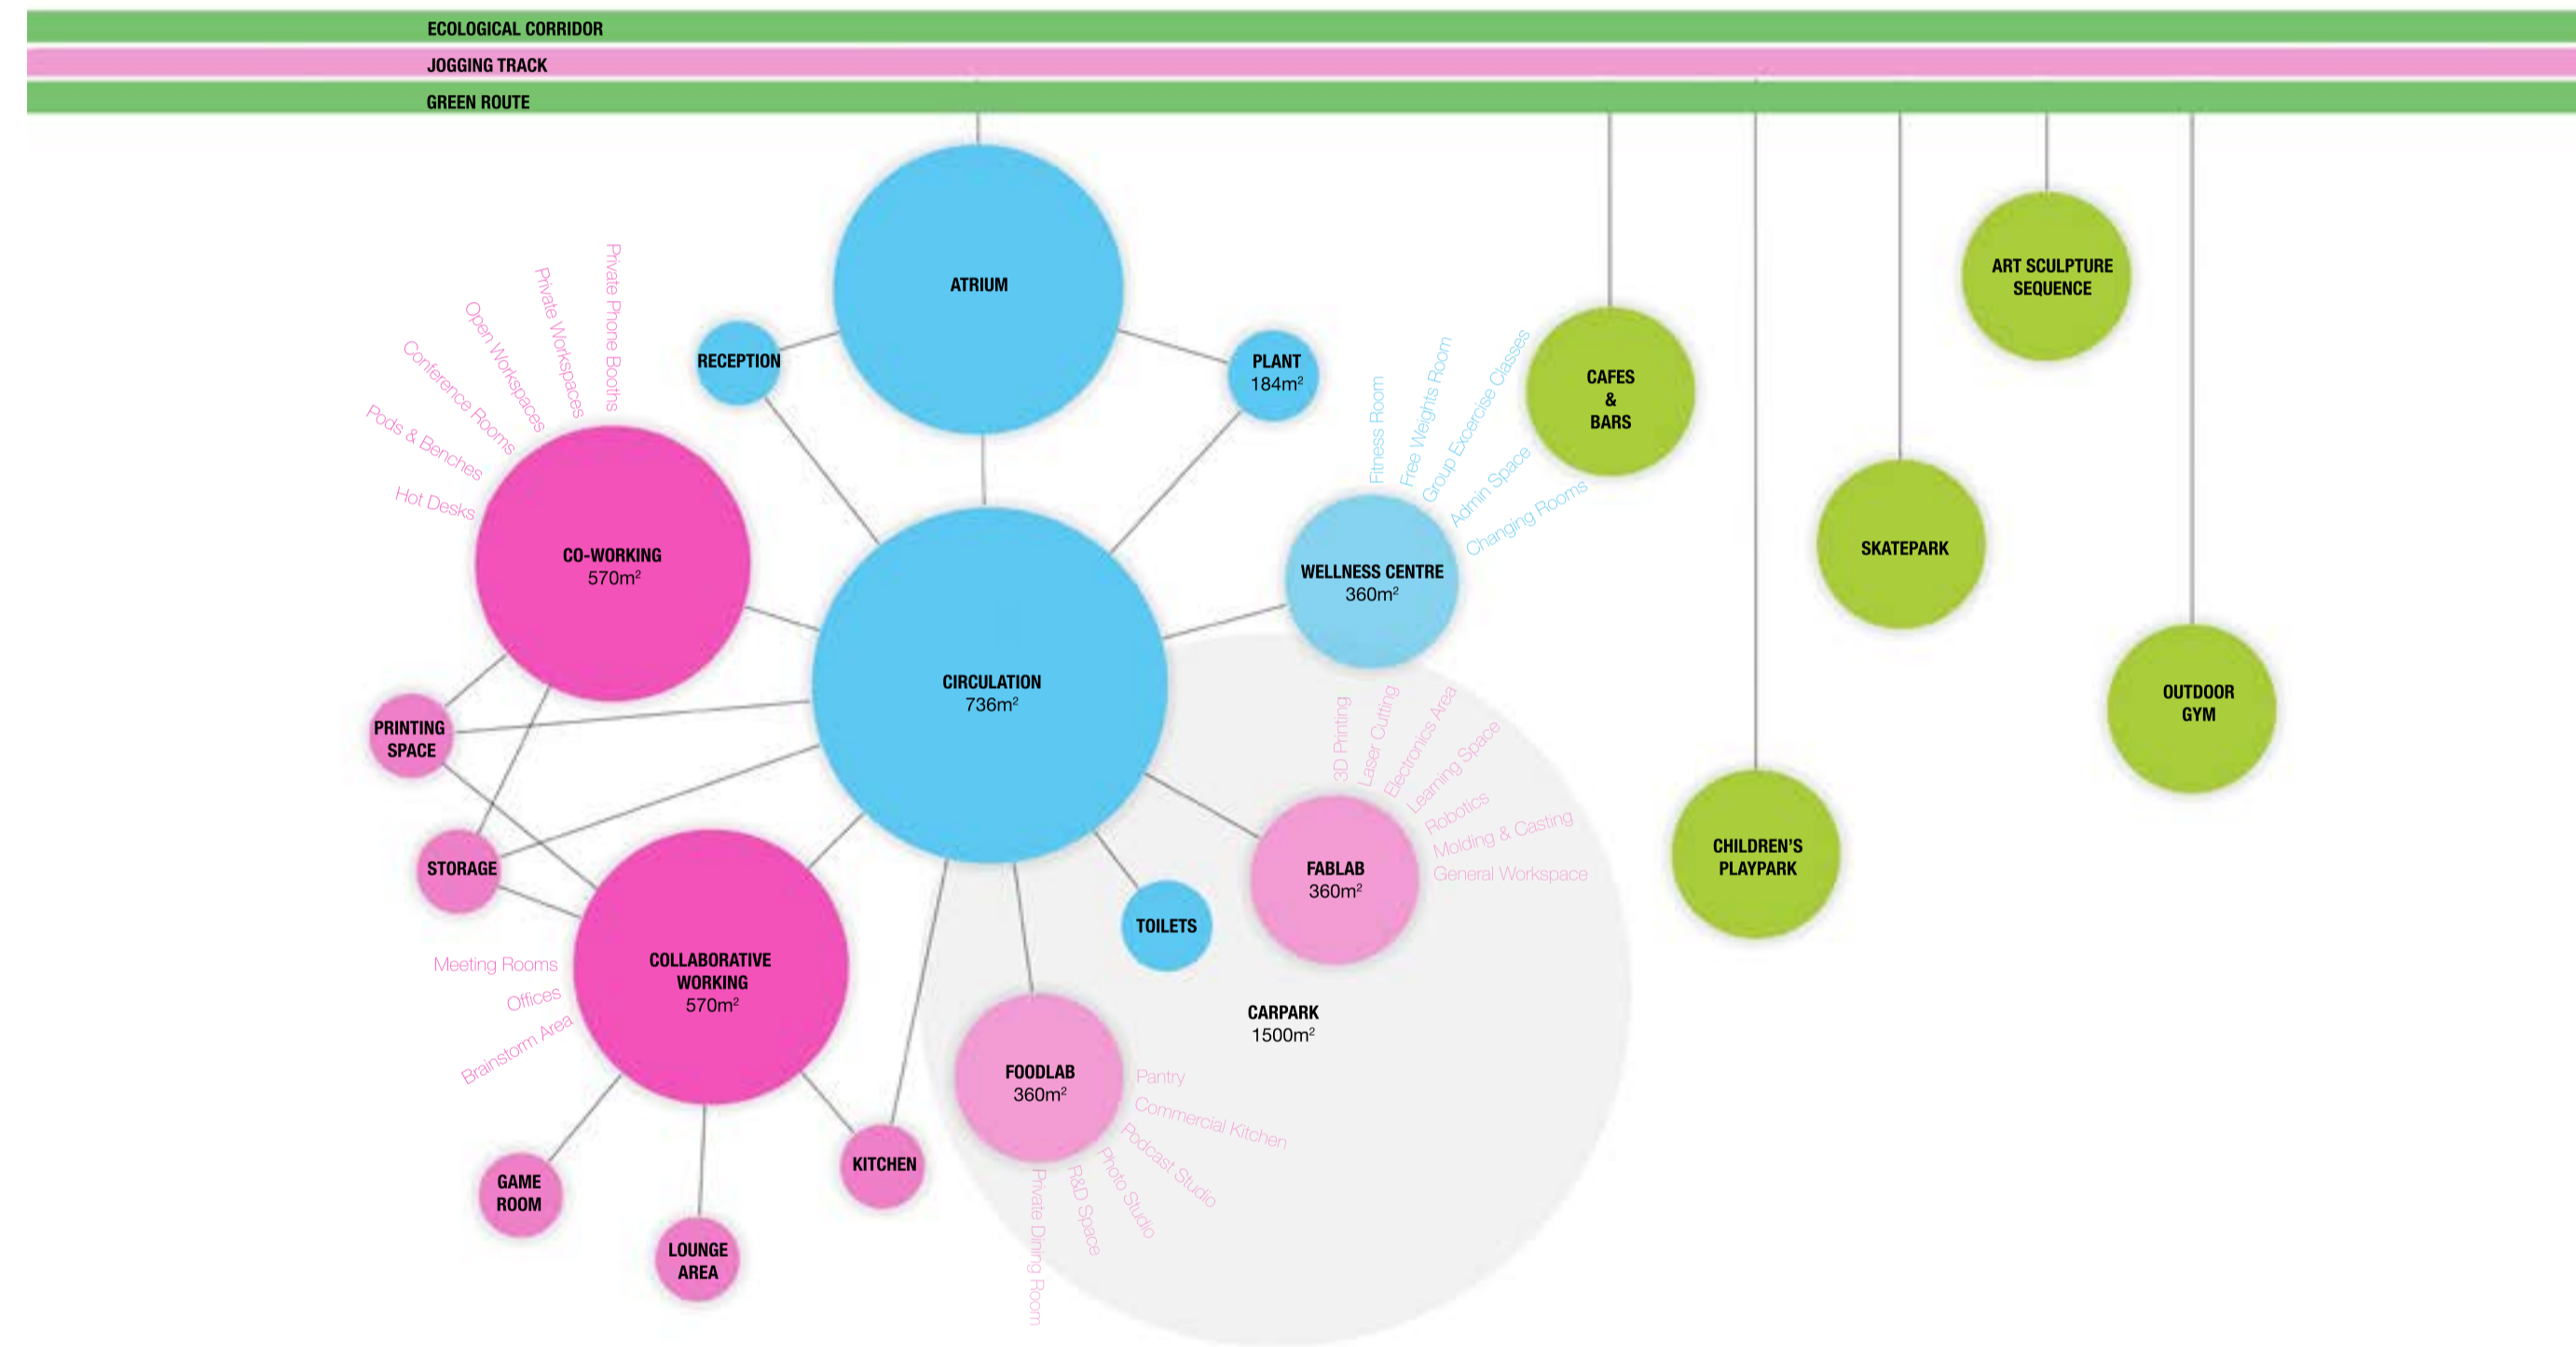 ECOLOGICAL CORRIDOR
JOGGING TRACK
GREEN ROUTE
ATRIUM
RECEPTION
PLANT
184m²
Private Phone Booths
Private Workspaces
Open Workspaces
Conference Rooms
Pods & Benches
Hot Desks
CO-WORKING
570m²
CIRCULATION
736m²
Fitness Room
Free Weights Room
Group Excercise Classes
Admin Space
Changing Rooms
WELLNESS CENTRE
360m²
CAFES
&
BARS
ART SCULPTURE
SEQUENCE
SKATEPARK
OUTDOOR
GYM
CHILDREN'S
PLAYPARK
PRINTING
SPACE
STORAGE
COLLABORATIVE
WORKING
570m²
Meeting Rooms
Offices
Brainstorm Area
GAME
ROOM
LOUNGE
AREA
KITCHEN
TOILETS
3D Printing
Laser Cutting
Electronics Area
Learning Space
Robotics
Molding & Casting
General Workspace
FABLAB
360m²
CARPARK
1500m²
FOODLAB
360m²
Pantry
Commercial Kitchen
Podcast Studio
Photo Studio
R&D Space
Private Dining Room